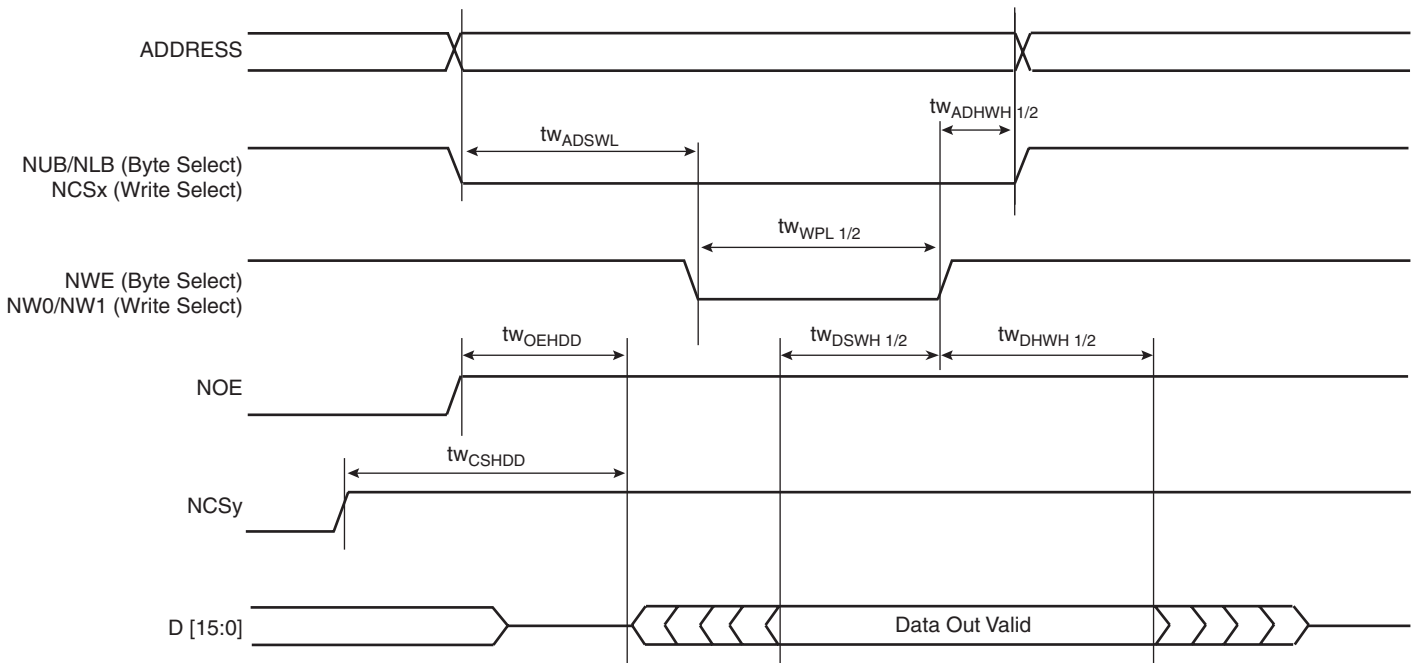 ADDRESS
tw_ADHWH 1/2
tw_ADSWL
NUB/NLB (Byte Select)
NCSx (Write Select)
tw_WPL 1/2
NWE (Byte Select)
NW0/NW1 (Write Select)
tw_OEHDD
tw_DSWH 1/2
tw_DHWH 1/2
NOE
tw_CSHDD
NCSy
D [15:0]
Data Out Valid